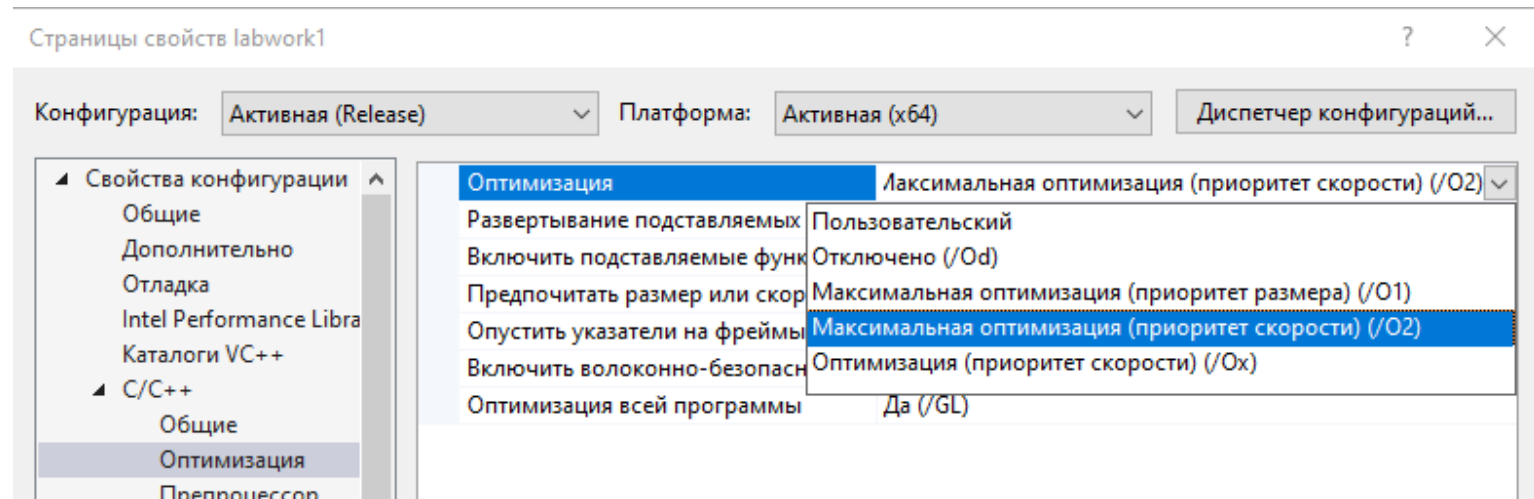 Страницы свойств labwork1 ?
Конфигурация: Активная (Release) Платформа: Активная (x64) Диспетчер конфигураций...
Свойства конфигурации
Общие
Дополнительно
Отладка
Intel Performance Libra
Каталоги VC++
C/C++
Общие
Оптимизация
Препроцессор
Оптимизация Лаксимальная оптимизация (приоритет скорости) (/O2)
Развертывание подставляемых
Включить подставляемые функ
Предпочитать размер или скор
Опустить указатели на фреймы
Включить волоконно-безопасн
Оптимизация всей программы Да (/GL)
Пользовательский
Отключено (/Od)
Максимальная оптимизация (приоритет размера) (/O1)
Максимальная оптимизация (приоритет скорости) (/O2)
Оптимизация (приоритет скорости) (/Ox)